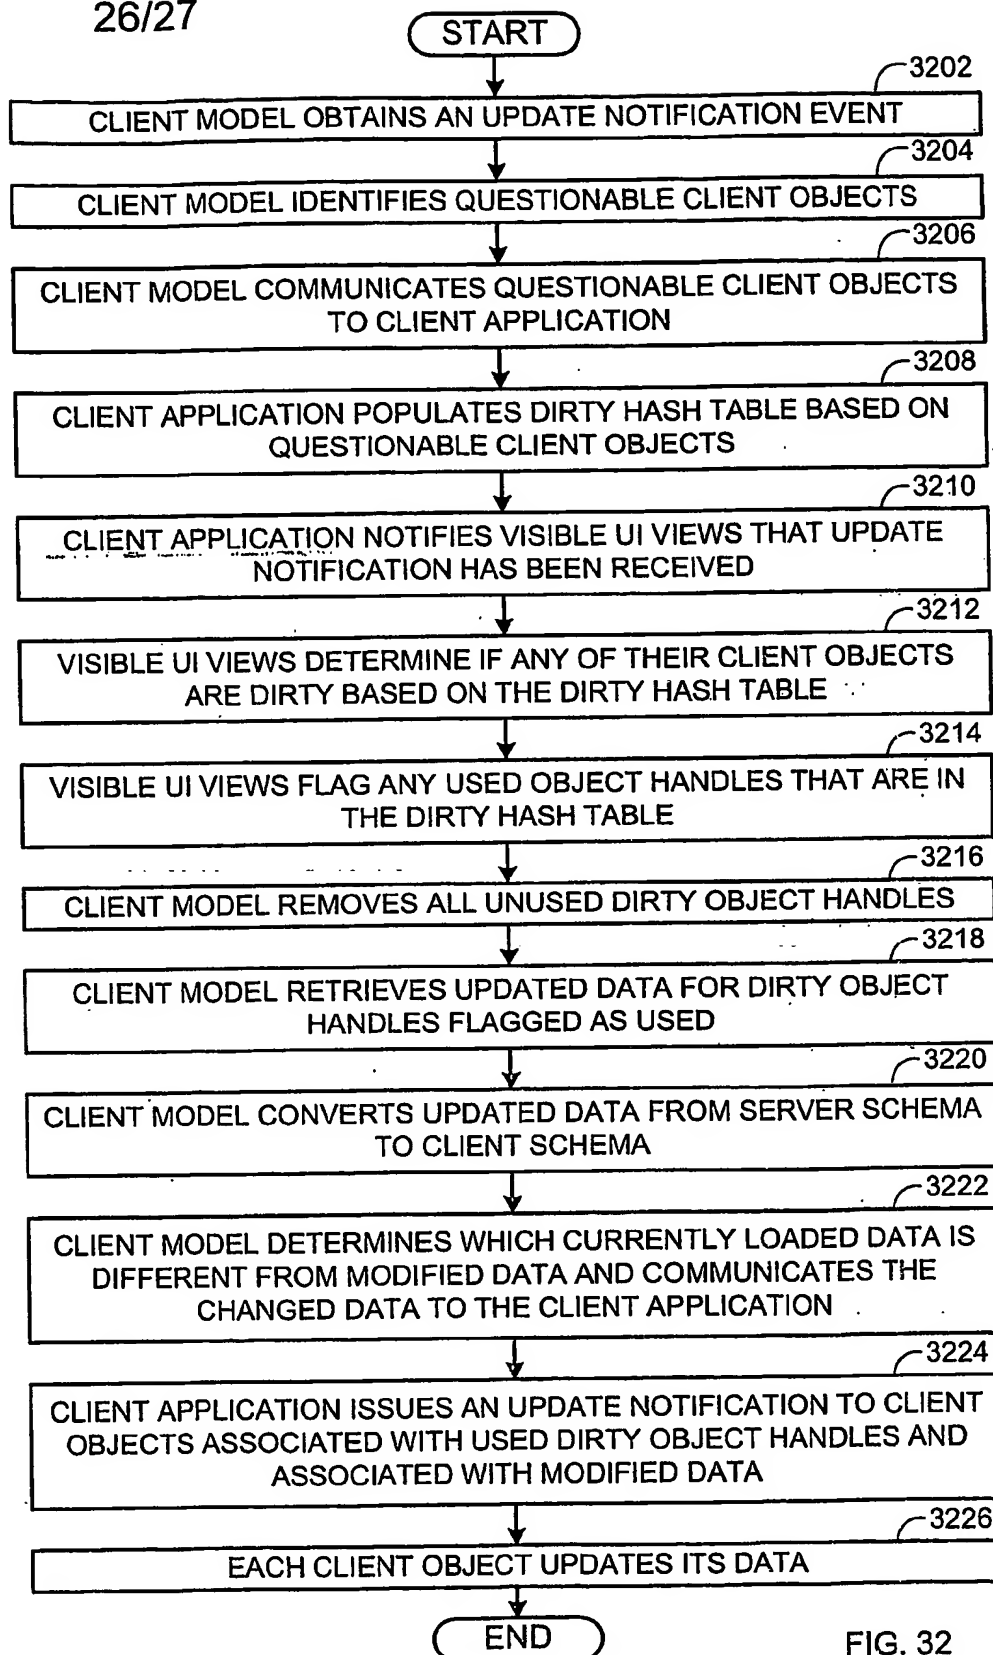 26/27
START
3202
CLIENT MODEL OBTAINS AN UPDATE NOTIFICATION EVENT
3204
CLIENT MODEL IDENTIFIES QUESTIONABLE CLIENT OBJECTS
3206
CLIENT MODEL COMMUNICATES QUESTIONABLE CLIENT OBJECTS
TO CLIENT APPLICATION
3208
CLIENT APPLICATION POPULATES DIRTY HASH TABLE BASED ON
QUESTIONABLE CLIENT OBJECTS
3210
CLIENT APPLICATION NOTIFIES VISIBLE UI VIEWS THAT UPDATE
NOTIFICATION HAS BEEN RECEIVED
3212
VISIBLE UI VIEWS DETERMINE IF ANY OF THEIR CLIENT OBJECTS
ARE DIRTY BASED ON THE DIRTY HASH TABLE
3214
VISIBLE UI VIEWS FLAG ANY USED OBJECT HANDLES THAT ARE IN
THE DIRTY HASH TABLE
3216
CLIENT MODEL REMOVES ALL UNUSED DIRTY OBJECT HANDLES
3218
CLIENT MODEL RETRIEVES UPDATED DATA FOR DIRTY OBJECT
HANDLES FLAGGED AS USED
3220
CLIENT MODEL CONVERTS UPDATED DATA FROM SERVER SCHEMA
TO CLIENT SCHEMA
3222
CLIENT MODEL DETERMINES WHICH CURRENTLY LOADED DATA IS
DIFFERENT FROM MODIFIED DATA AND COMMUNICATES THE
CHANGED DATA TO THE CLIENT APPLICATION
3224
CLIENT APPLICATION ISSUES AN UPDATE NOTIFICATION TO CLIENT
OBJECTS ASSOCIATED WITH USED DIRTY OBJECT HANDLES AND
ASSOCIATED WITH MODIFIED DATA
3226
EACH CLIENT OBJECT UPDATES ITS DATA
END
FIG. 32